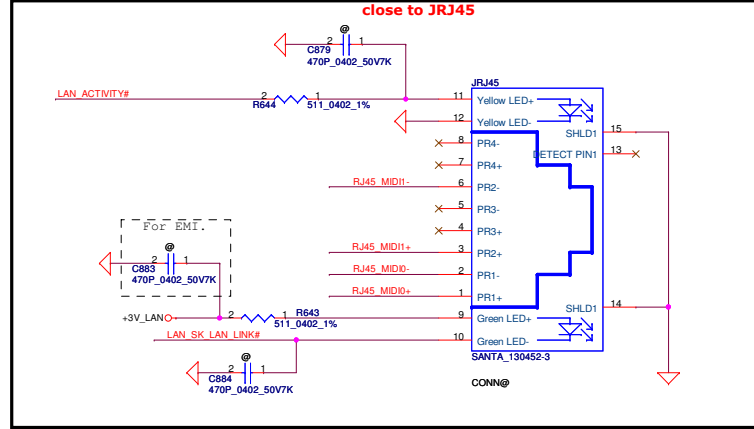 close to JRJ45
@
2 1
C879
470P_0402_50V7K
JRJ45
LAN_ACTIVITY# 2 1 11 Yellow LED+
R644 511_0402_1%
12 Yellow LED-
SHLD1 15
8 PR4-
DETECT PIN1 13
7 PR4+
RJ45_MIDI1- 6 PR2-
5 PR3-
For EMI.
4 PR3+
@
RJ45_MIDI1+ 3 PR2+
2 1
C883
RJ45_MIDI0- 2 PR1-
470P_0402_50V7K
RJ45_MIDI0+ 1 PR1+
SHLD1 14
R643
+3V_LAN 2 1 9 Green LED+
511_0402_1%
LAN_SK_LAN_LINK# 10 Green LED-
@
SANTA_130452-3
2 1
C884
470P_0402_50V7K
CONN@